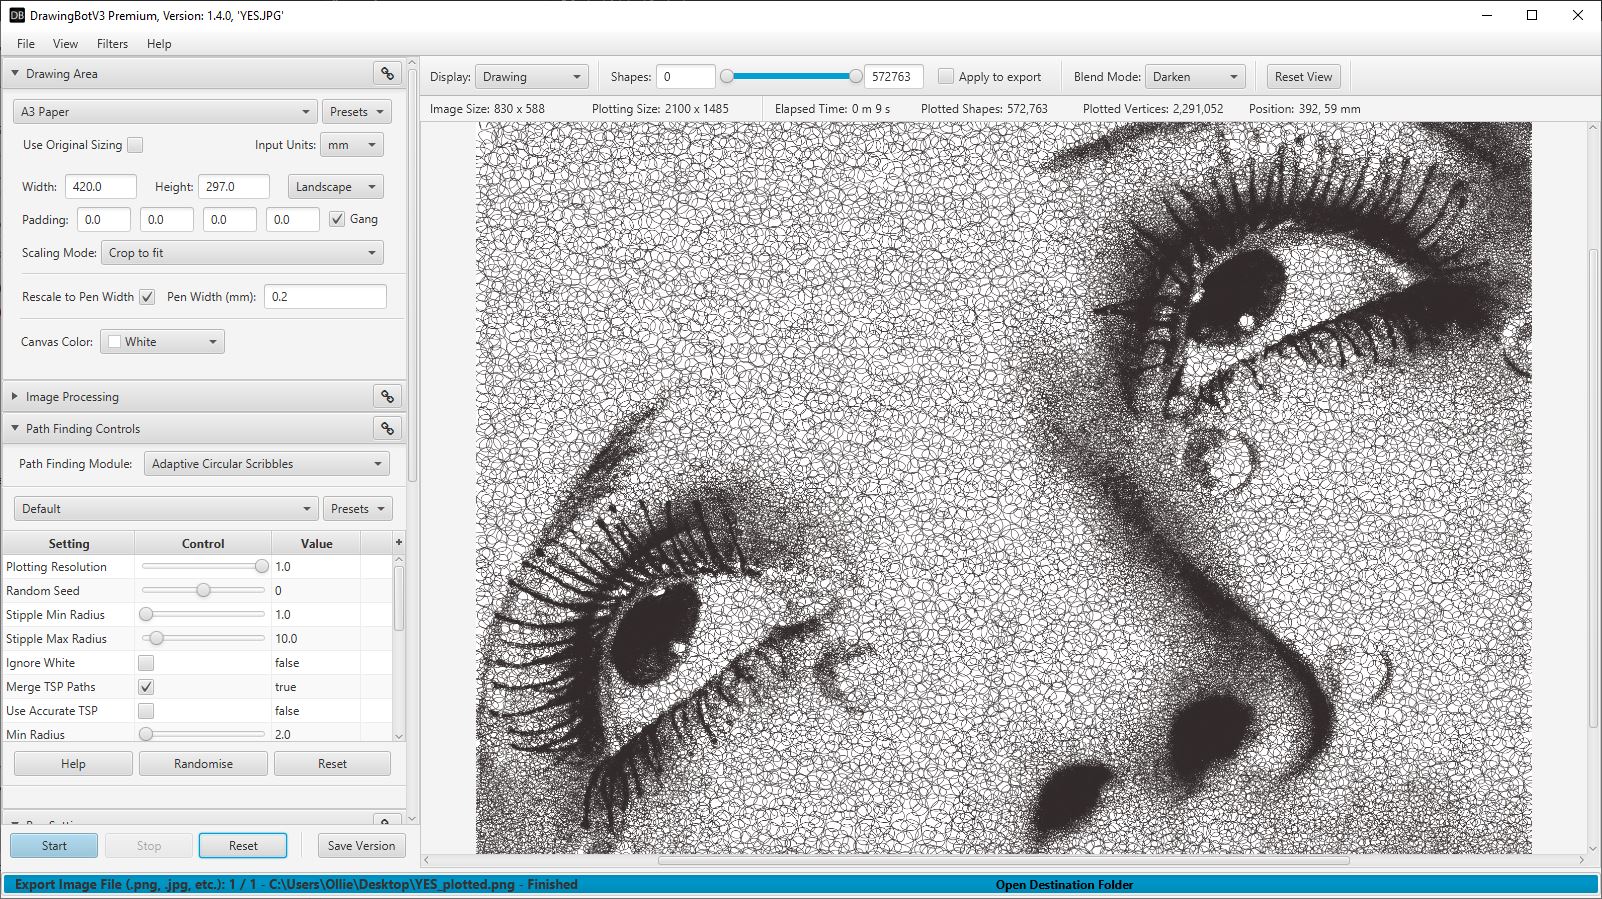 DB DrawingBotV3 Premium, Version: 1.4.0, 'YES.JPG'
File View Filters Help
Drawing Area
A3 Paper Presets
Use Original Sizing Input Units: mm
Width: 420.0 Height: 297.0 Landscape
Padding: 0.0 0.0 0.0 0.0 Gang
Scaling Mode: Crop to fit
Rescale to Pen Width Pen Width (mm): 0.2
Canvas Color: White
Image Processing
Path Finding Controls
Path Finding Module: Adaptive Circular Scribbles
Default Presets
Setting Control Value +
Plotting Resolution 1.0
Random Seed 0
Stipple Min Radius 1.0
Stipple Max Radius 10.0
Ignore White false
Merge TSP Paths true
Use Accurate TSP false
Min Radius 2.0
Help Randomise Reset
Start Stop Reset Save Version
Display: Drawing Shapes: 0 572763 Apply to export Blend Mode: Darken Reset View
Image Size: 830 x 588 Plotting Size: 2100 x 1485 Elapsed Time: 0 m 9 s Plotted Shapes: 572,763 Plotted Vertices: 2,291,052 Position: 392, 59 mm
Export Image File (.png, .jpg, etc.): 1 / 1 - C:\Users\Ollie\Desktop\YES_plotted.png - Finished Open Destination Folder